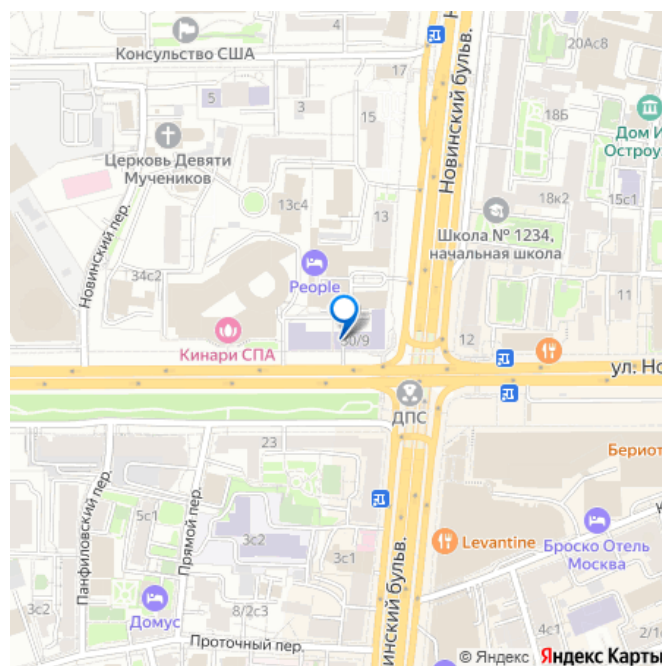 4
20Ас8
Консульство США
17
5
3
15
18Б
Дом И
Остроу
Церковь Девяти
Мучеников
Новинский бульв.
18к2
15с1
13с4
13
Школа № 1234,
начальная школа
Новинский пер.
34с2
People
11
30/9
12
Кинари СПА
ул. Но
ДПС
23
Бериот
Панфиловский пер.
Прямой пер.
5с1
3с2
3с1
Levantine
Броско Отель
Москва
инский бульв.
3с2
Домус
8/2с3
4с1
2/1
Проточный пер.
© Яндекс Яндекс Карты